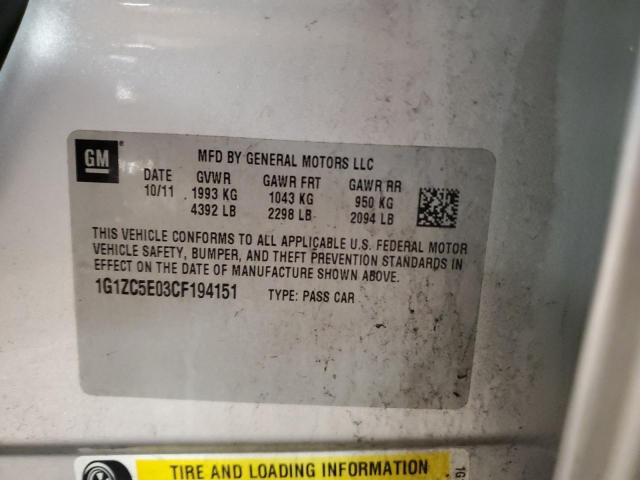 GM
MFD BY GENERAL MOTORS LLC
DATE GVWR GAWR FRT GAWR RR
10/11 1993 KG 1043 KG 950 KG
4392 LB 2298 LB 2094 LB
THIS VEHICLE CONFORMS TO ALL APPLICABLE U.S. FEDERAL MOTOR
VEHICLE SAFETY, BUMPER, AND THEFT PREVENTION STANDARDS IN
EFFECT ON THE DATE OF MANUFACTURE SHOWN ABOVE.
1G1ZC5E03CF194151 TYPE: PASS CAR
TIRE AND LOADING INFORMATION
1G